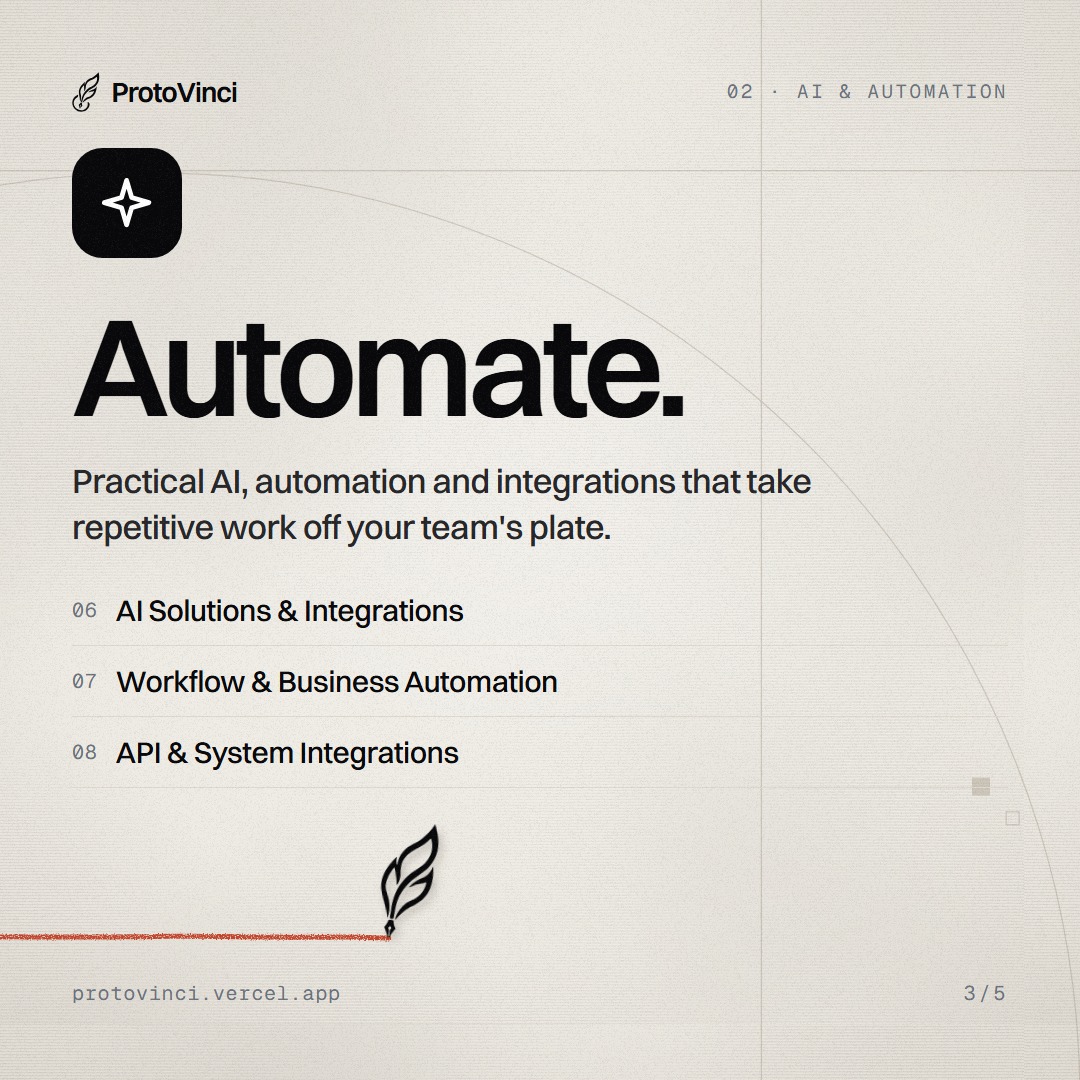 ProtoVinci
02 · AI & AUTOMATION
Automate.
Practical AI, automation and integrations that take
repetitive work off your team's plate.
06 AI Solutions & Integrations
07 Workflow & Business Automation
08 API & System Integrations
protovinci.vercel.app
3/5